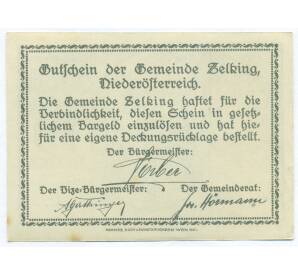 Gutschein der Gemeinde Zelking,
Niederösterreich.
Die Gemeinde Zelking haftet für die
Verbindlichkeit, diesen Schein in gesetz-
lichem Bargeld einzulösen und hat hie-
für eine eigene Deckungsrücklage bestellt.
Der Bürgermeister:
Der Vize-Bürgermeister: Der Gemeinderat: